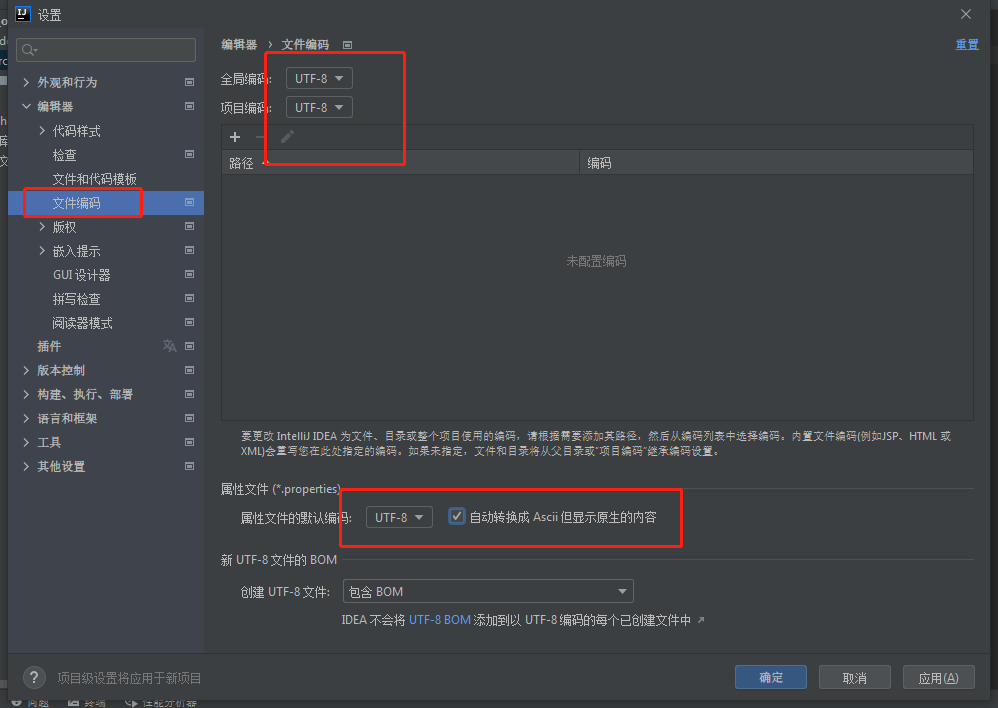 设置
外观和行为
编辑器
代码样式
检查
文件和代码模板
文件编码
版权
嵌入提示
GUI 设计器
拼写检查
阅读器模式
插件
版本控制
构建、执行、部署
语言和框架
工具
其他设置
编辑器 › 文件编码
重置
全局编码: UTF-8
项目编码: UTF-8
路径 编码
未配置编码
要更改 IntelliJ IDEA 为文件、目录或整个项目使用的编码，请根据需要添加其路径，然后从编码列表中选择编码。内置文件编码(例如JSP、HTML 或
XML)会重写您在此处指定的编码。如果未指定，文件和目录将从父目录或"项目编码"继承编码设置。
属性文件 (*.properties)
属性文件的默认编码: UTF-8 自动转换成 Ascii 但显示原生的内容
新 UTF-8 文件的 BOM
创建 UTF-8 文件: 包含 BOM
IDEA 不会将 UTF-8 BOM 添加到以 UTF-8 编码的每个已创建文件中 ↗
? 项目级设置将应用于新项目
确定 取消 应用(A)
问题 终端 性能分析器